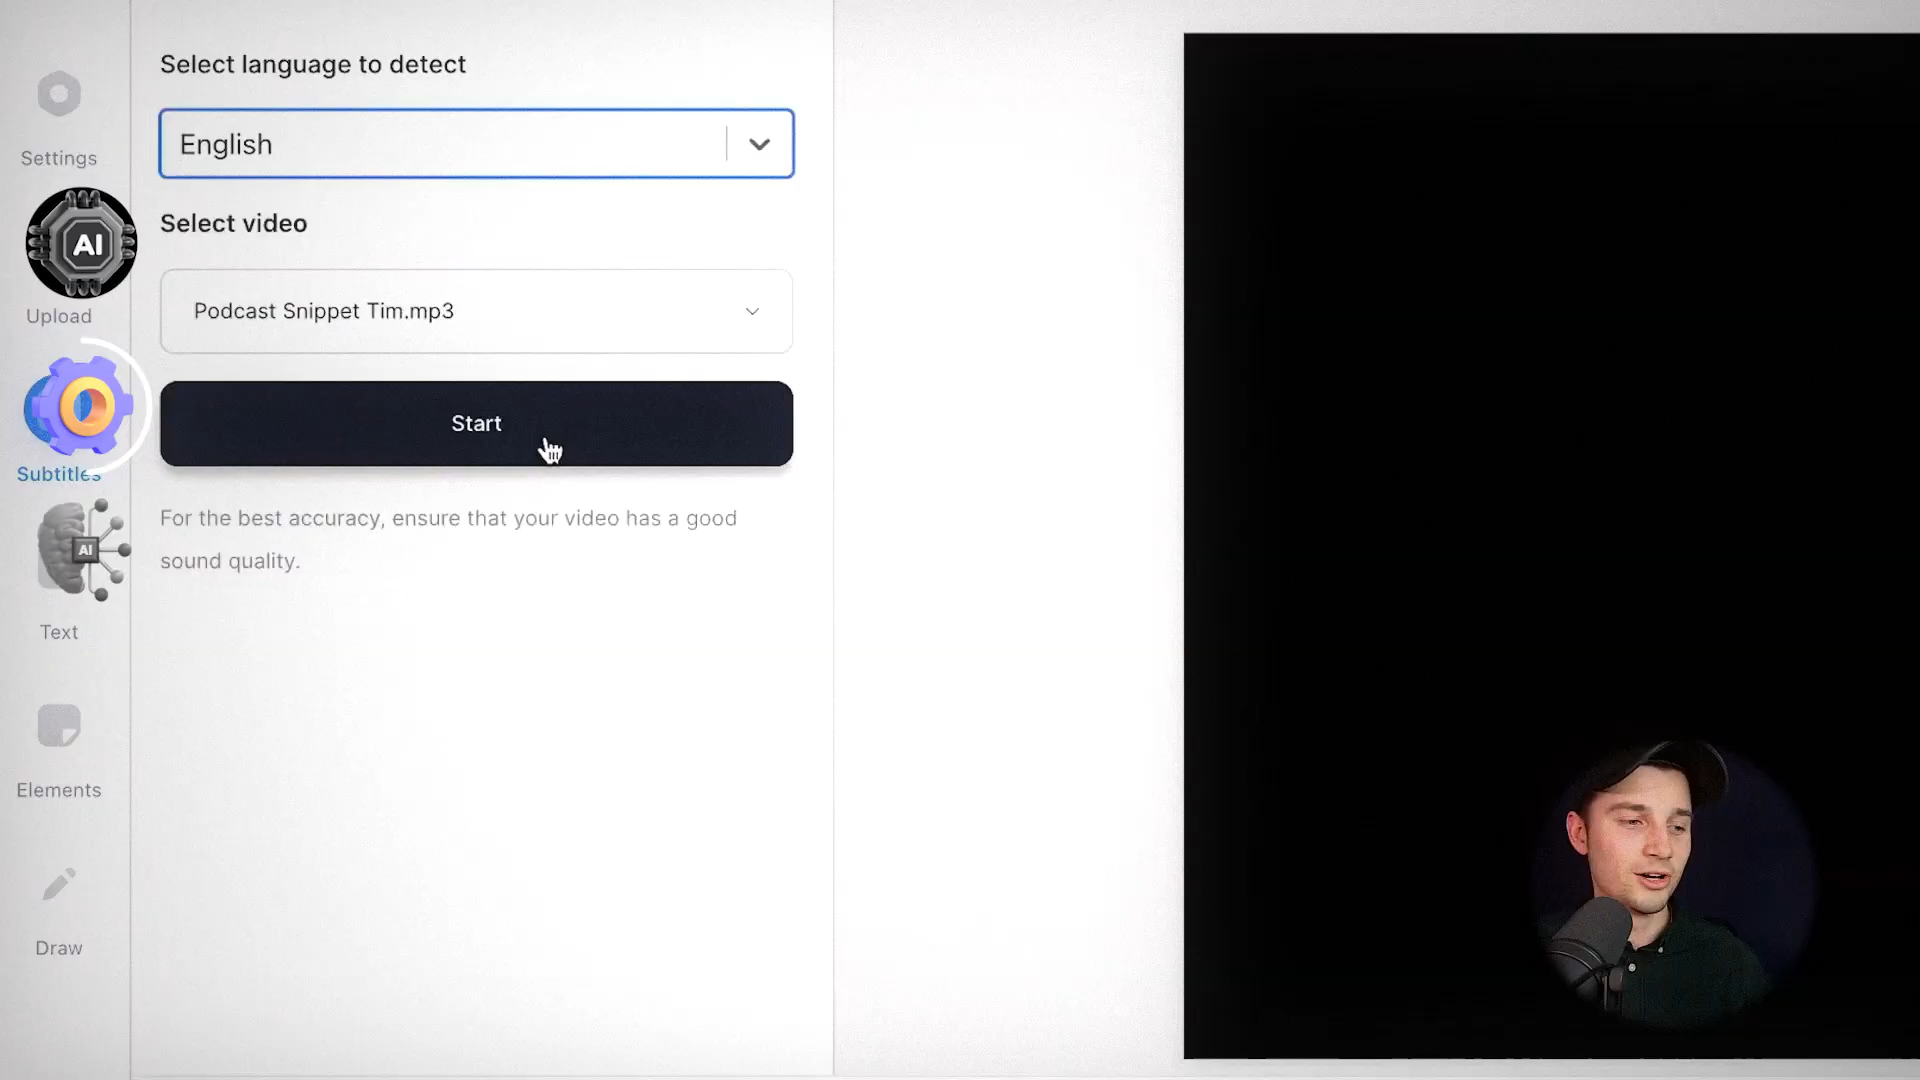 Select language to detect
English
Select video
Podcast Snippet Tim.mp3
Start
For the best accuracy, ensure that your video has a good
sound quality.
Settings
AI
Upload
Subtitles
AI
Text
Elements
Draw